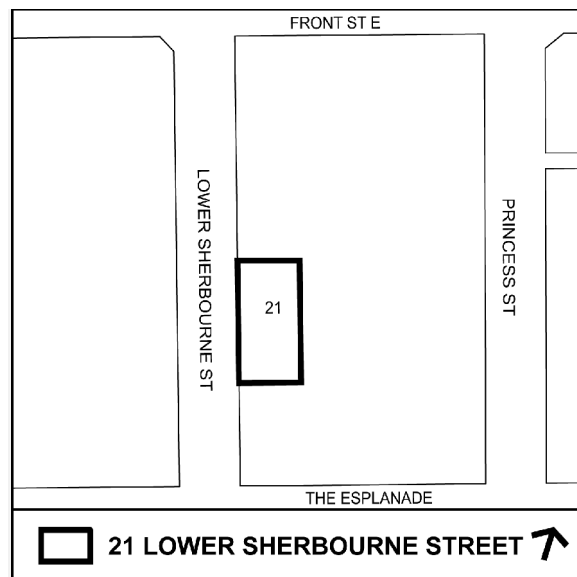 FRONT ST E
LOWER SHERBOURNE ST
PRINCESS ST
21
THE ESPLANADE
21 LOWER SHERBOURNE STREET